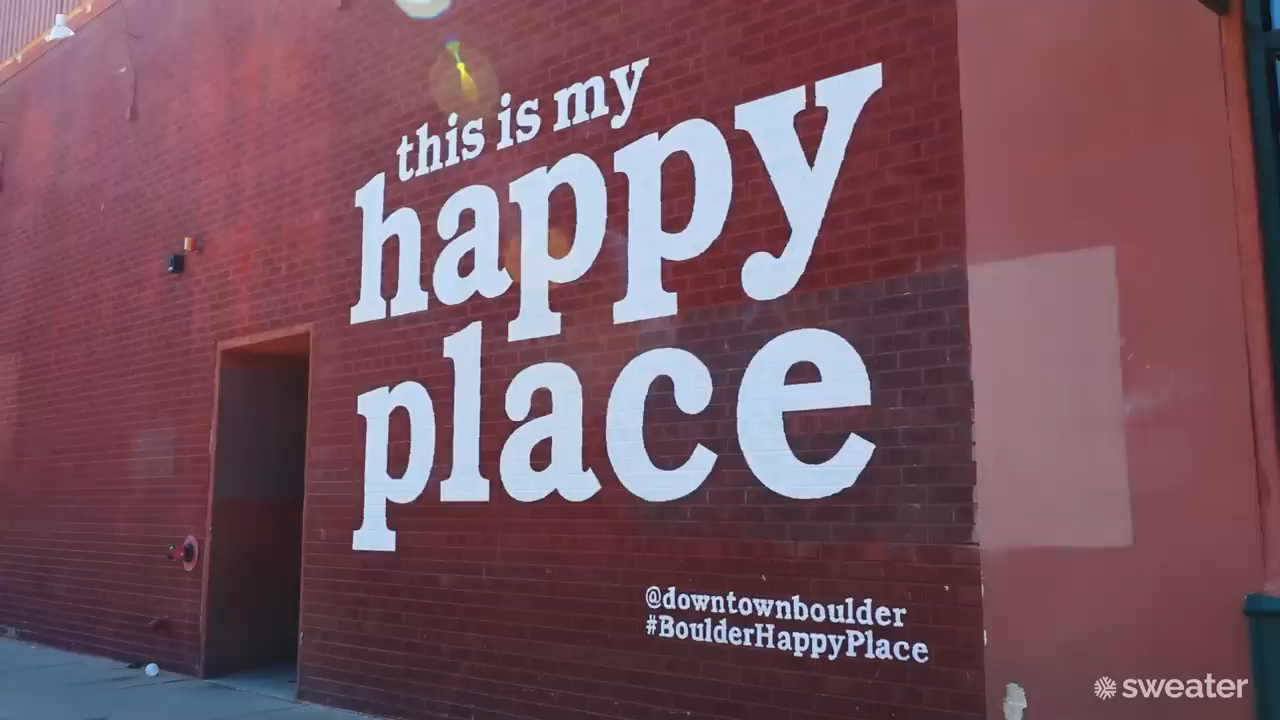 this is my
happy
place
@downtownboulder
#BoulderHappyPlace
sweater